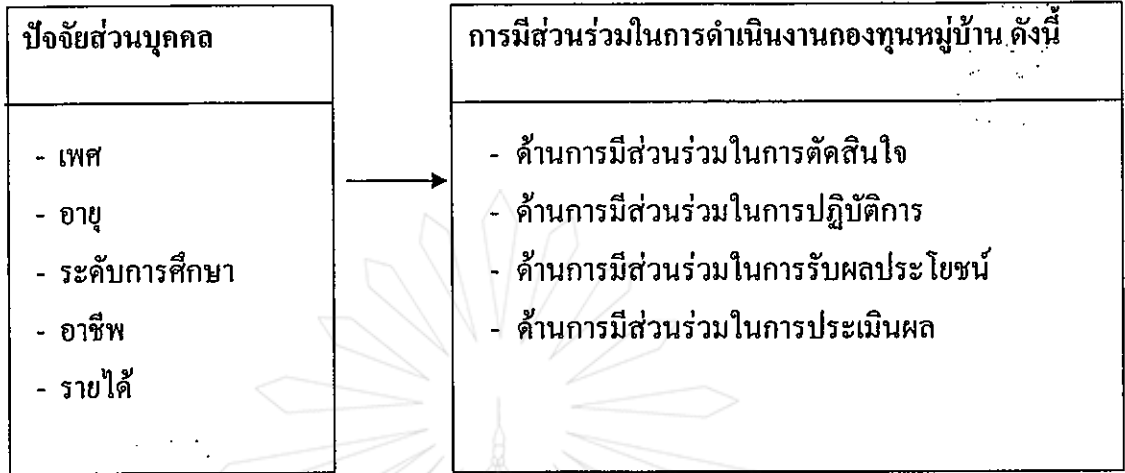 ปัจจัยส่วนบุคคล
- เพศ
- อายุ
- ระดับการศึกษา
- อาชีพ
- รายได้
การมีส่วนร่วมในการดำเนินงานกองทุนหมู่บ้าน ดังนี้
- ด้านการมีส่วนร่วมในการตัดสินใจ
- ด้านการมีส่วนร่วมในการปฏิบัติการ
- ด้านการมีส่วนร่วมในการรับผลประโยชน์
- ด้านการมีส่วนร่วมในการประเมินผล